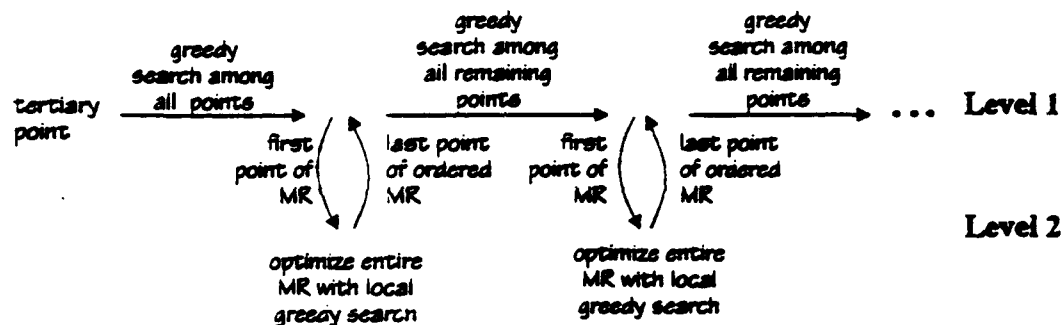 greedy
search among
all points
greedy
search among
all remaining
points
greedy
search among
all remaining
points
tertiary
point
...
Level 1
first
point of
MR
last point
of ordered
MR
first
point of
MR
last point
of ordered
MR
Level 2
optimize entire
MR with local
greedy search
optimize entire
MR with local
greedy search